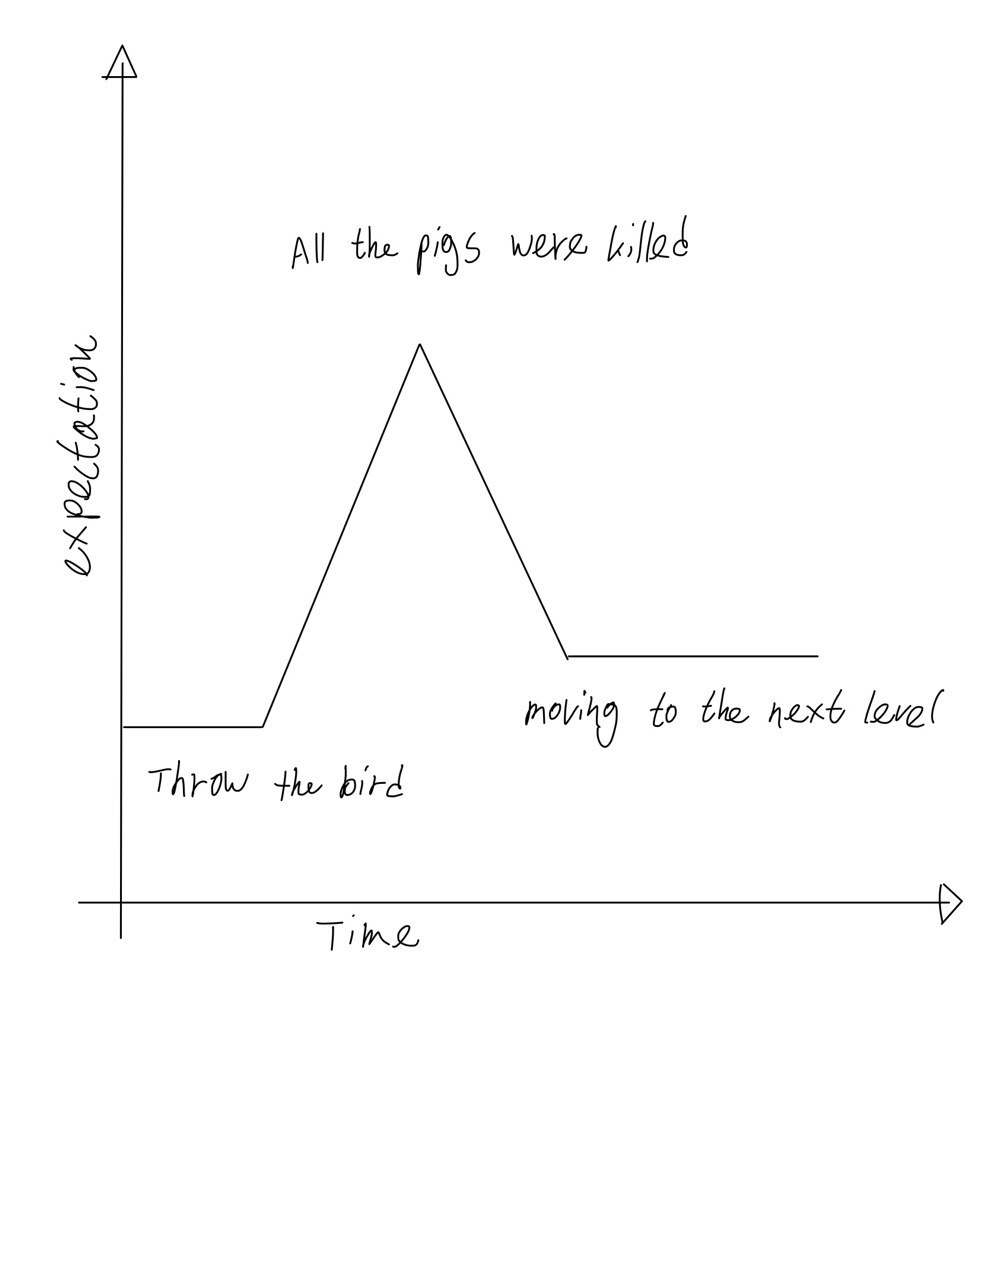 All the pigs were killed
expectation
moving to the next level
Throw the bird
Time